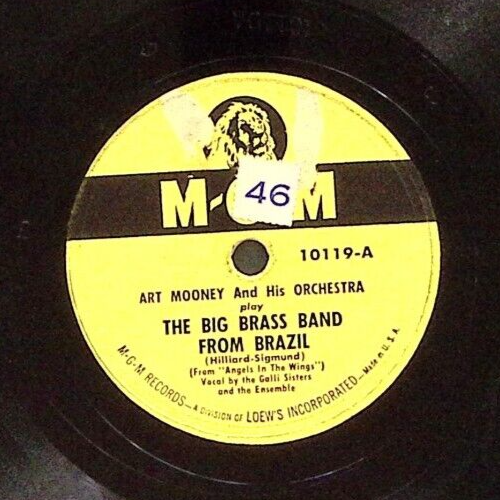 M-G-M
46
10119-A
ART MOONEY And His ORCHESTRA
play
THE BIG BRASS BAND
FROM BRAZIL
(Hilliard-Sigmund)
(From "Angels In The Wings")
Vocal by the Galli Sisters
and the Ensemble
M-G-M RECORDS—A DIVISION OF LOEW'S INCORPORATED—Made in U.S.A.